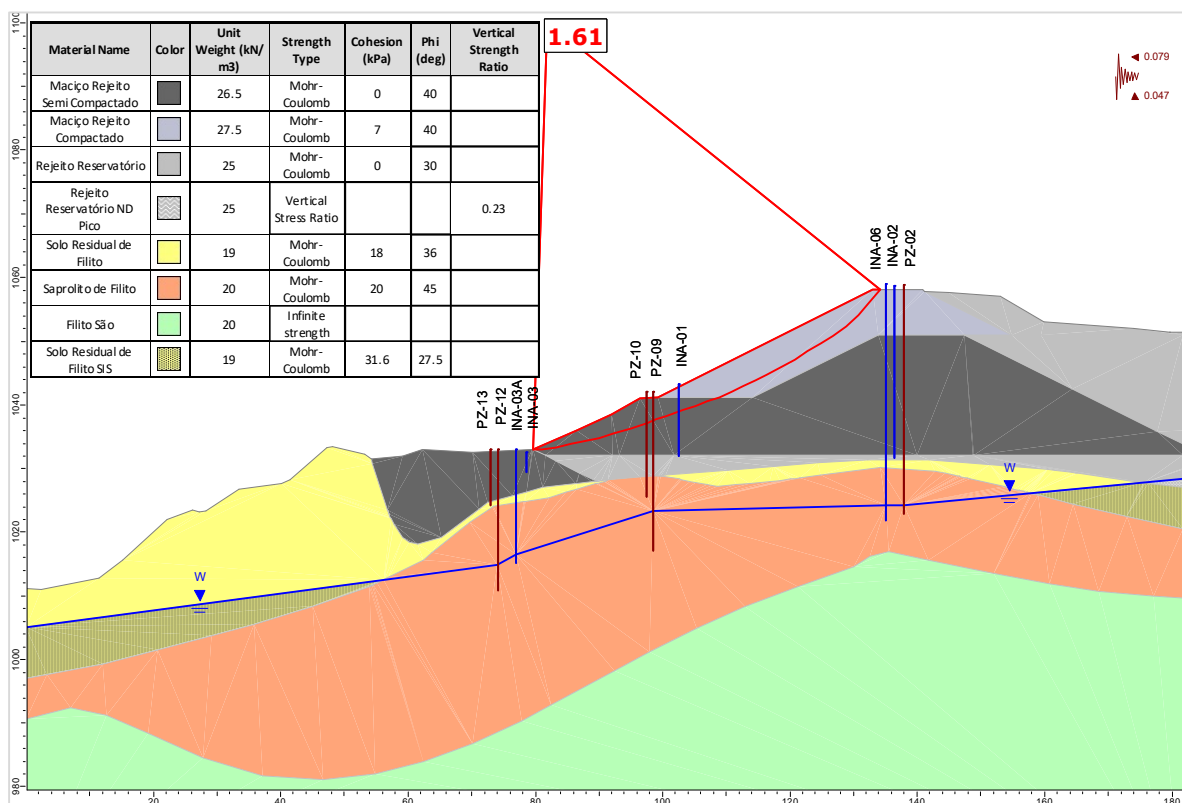 Material Name Color Unit Weight (kN/ m3) Strength Type Cohesion (kPa) Phi (deg) Vertical Strength Ratio
Maciço Rejeito Semi Compactado 26.5 Mohr-Coulomb 0 40
Maciço Rejeito Compactado 27.5 Mohr-Coulomb 7 40
Rejeito Reservatório 25 Mohr-Coulomb 0 30
Rejeito Reservatório ND Pico 25 Vertical Stress Ratio 0.23
Solo Residual de Filito 19 Mohr-Coulomb 18 36
Saprolito de Filito 20 Mohr-Coulomb 20 45
Filito São 20 Infinite strength
Solo Residual de Filito SIS 19 Mohr-Coulomb 31.6 27.5
1.61
0.079
0.047
INA-06
INA-02
PZ-02
PZ-10
PZ-09
INA-01
PZ-13
PZ-12
INA-03A
INA-03
W
W
1100
1080
1060
1040
1020
1000
980
20 40 60 80 100 120 140 160 180